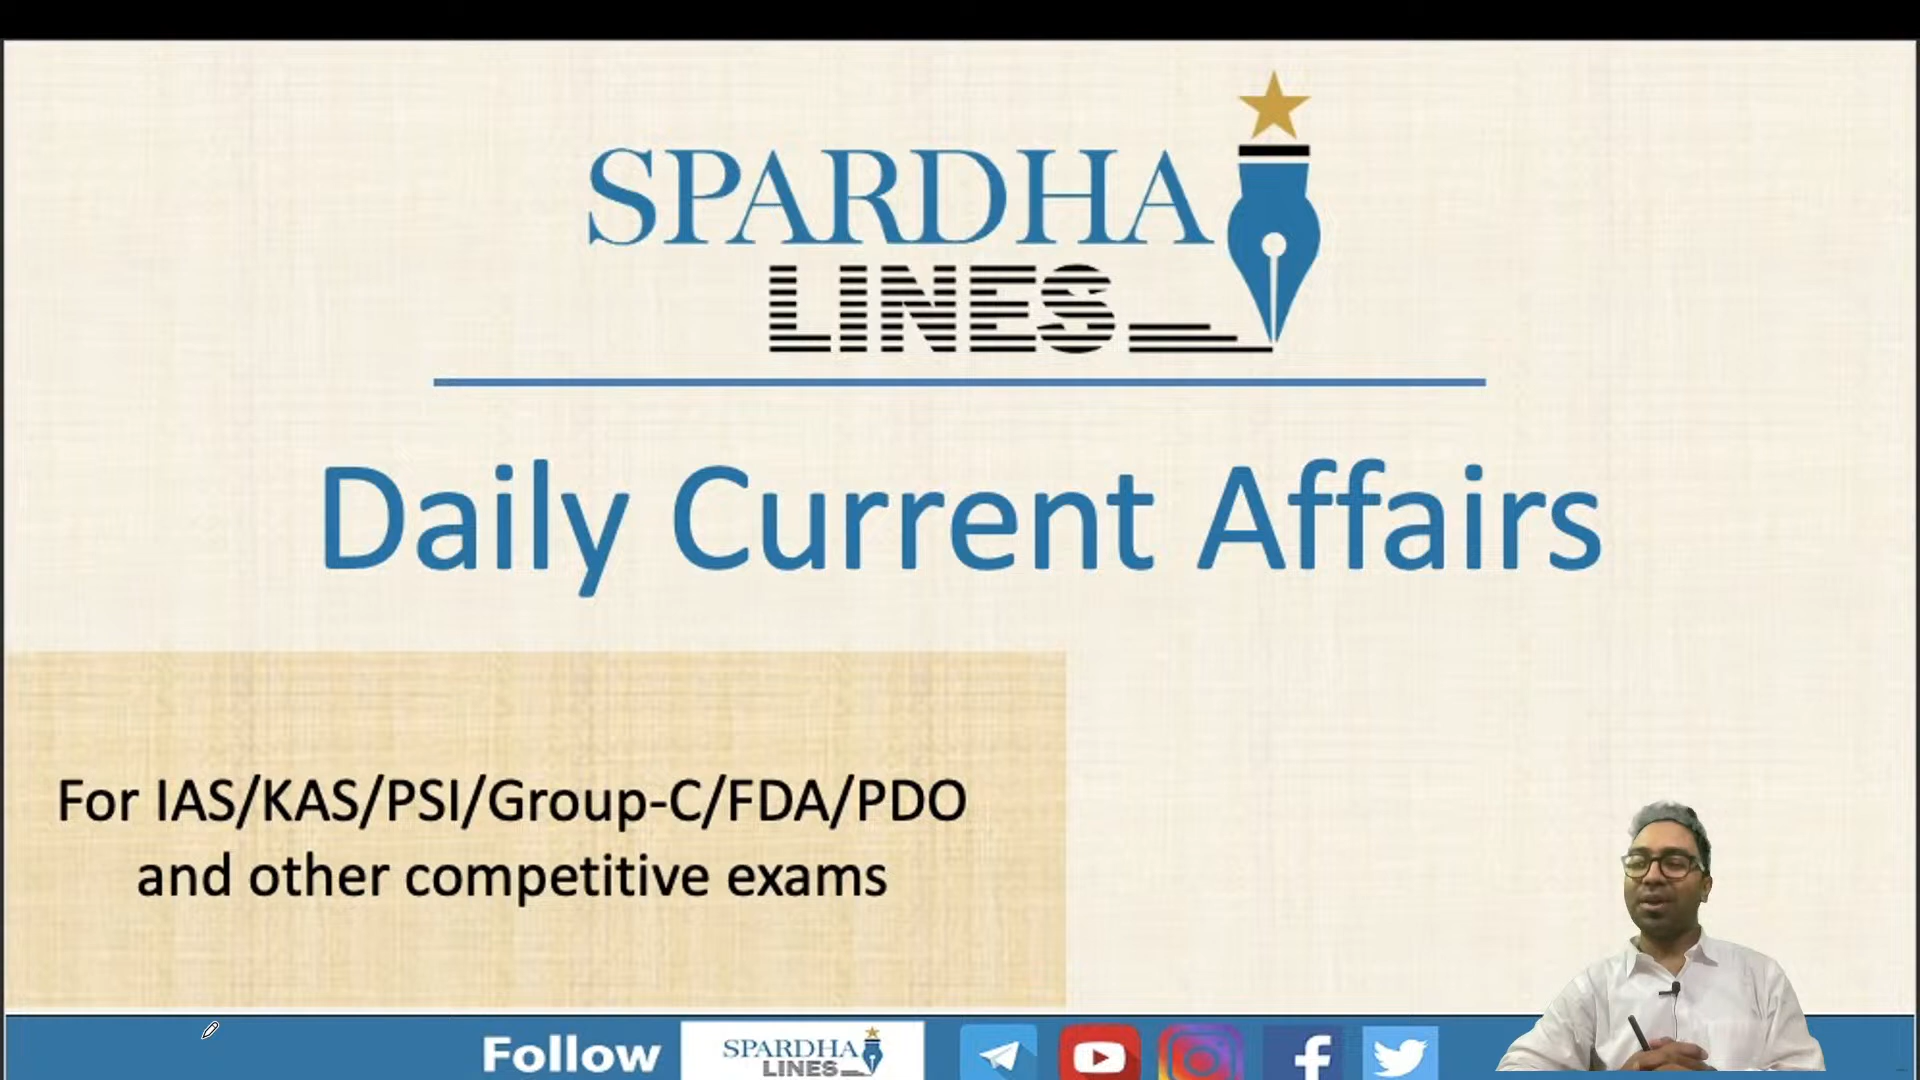 SPARDHA
LINES
Daily Current Affairs
For IAS/KAS/PSI/Group-C/FDA/PDO
and other competitive exams
Follow
SPARDHA
LINES